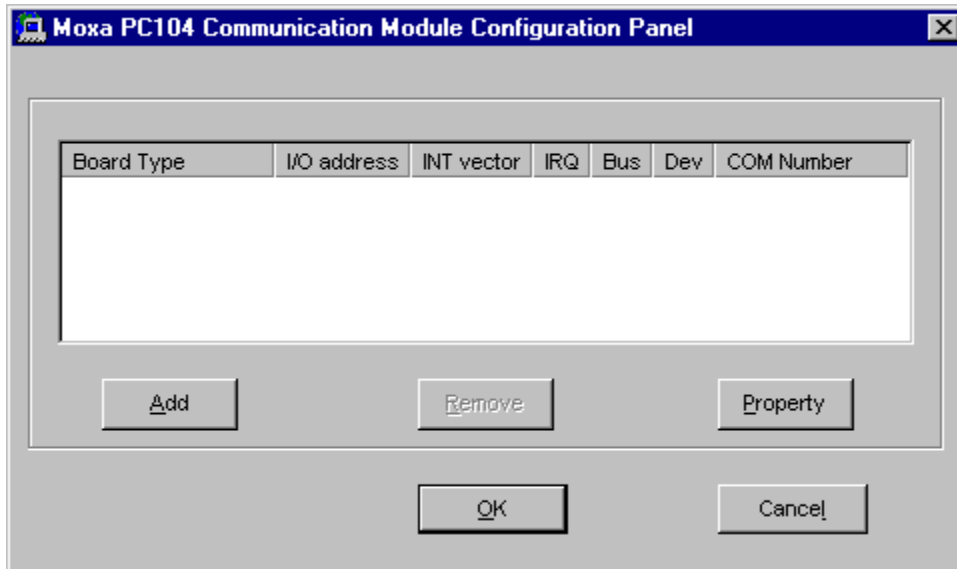 Moxa PC104 Communication Module Configuration Panel
Board Type I/O address INT vector IRQ Bus Dev COM Number
Add Remove Property
OK Cancel